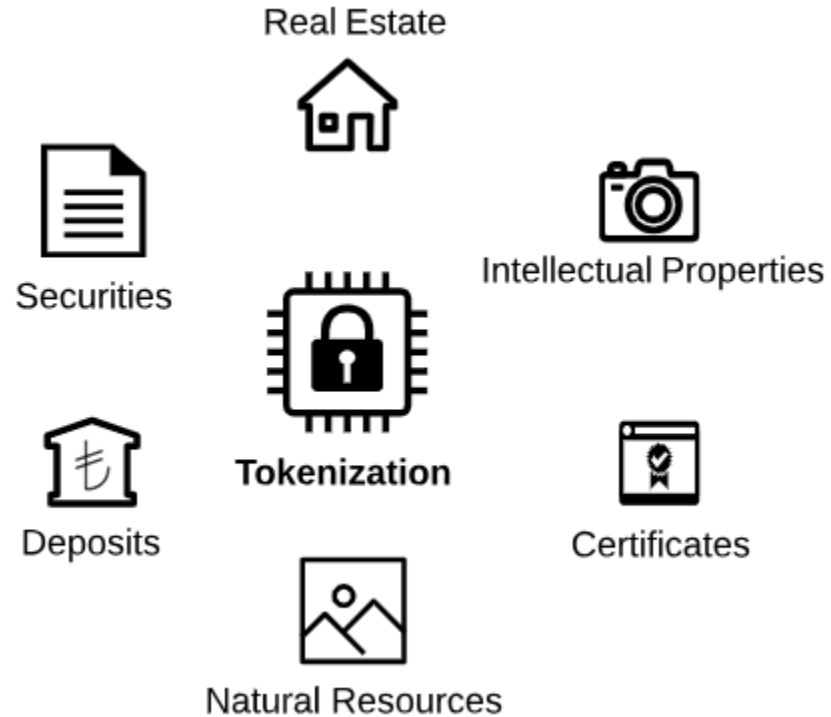 Real Estate
Securities
Intellectual Properties
Tokenization
₺
Deposits
Certificates
Natural Resources